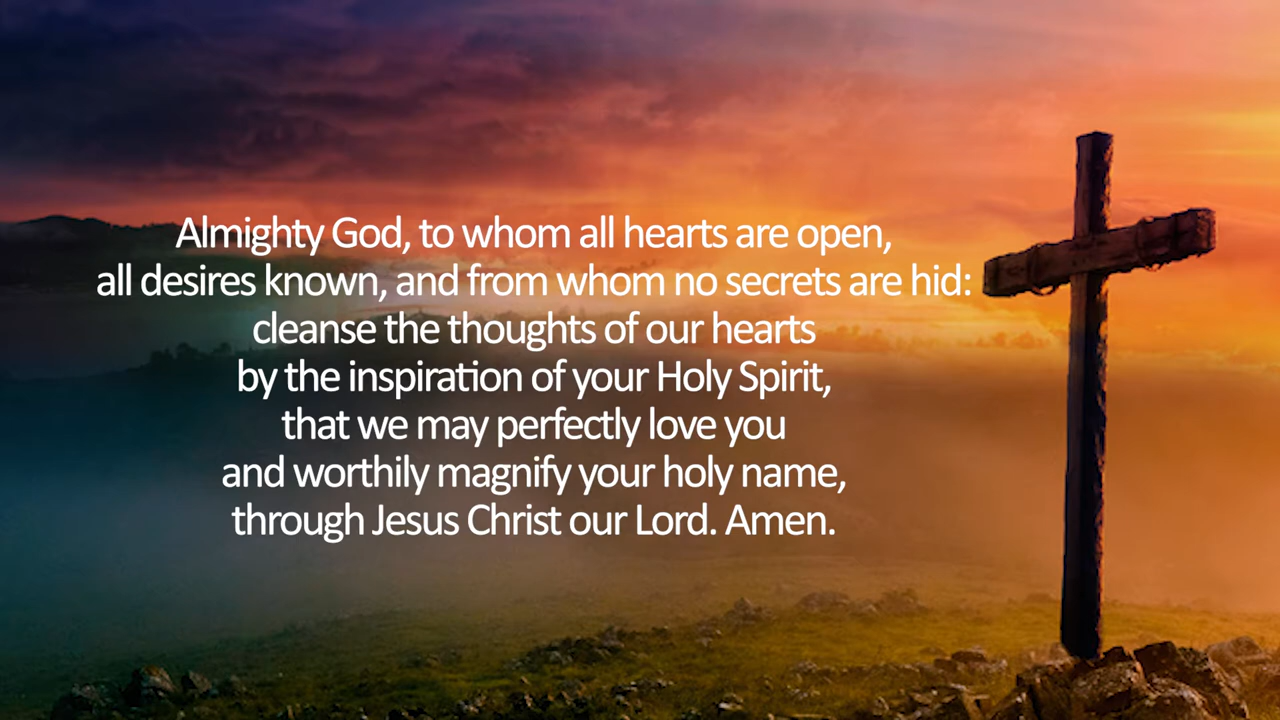 Almighty God, to whom all hearts are open,
all desires known, and from whom no secrets are hid:
cleanse the thoughts of our hearts
by the inspiration of your Holy Spirit,
that we may perfectly love you
and worthily magnify your holy name,
through Jesus Christ our Lord. Amen.